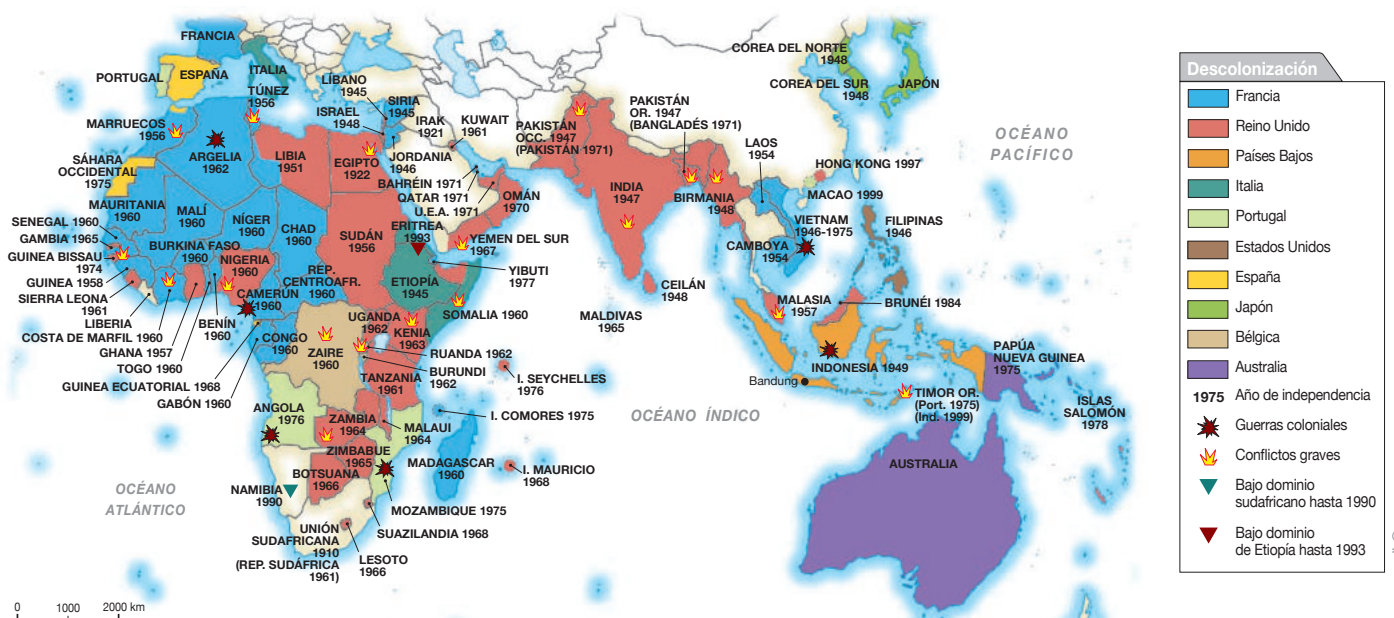 FRANCIA
PORTUGAL
ESPAÑA
ITALIA
TÚNEZ
1956
MARRUECOS
1956
ARGELIA
1962
SÁHARA
OCCIDENTAL
1975
LIBIA
1951
EGIPTO
1922
LÍBANO
1945
SIRIA
1945
ISRAEL
1948
IRAK
1921
JORDANIA
1946
KUWAIT
1961
BAHRÉIN 1971
QATAR 1971
U.E.A. 1971
OMÁN
1970
YEMEN DEL SUR
1967
YIBUTI
1977
MAURITANIA
1960
MALÍ
1960
NÍGER
1960
CHAD
1960
SUDÁN
1956
ERITREA
1993
ETIOPÍA
1945
SOMALIA 1960
SENEGAL 1960
GAMBIA 1965
GUINEA BISSAU
1974
GUINEA 1958
SIERRA LEONA
1961
LIBERIA
COSTA DE MARFIL 1960
GHANA 1957
TOGO 1960
BURKINA FASO
1960
BENÍN
1960
NIGERIA
1960
CAMERÚN
1960
REP.
CENTROAFR.
1960
GUINEA ECUATORIAL 1968
GABÓN 1960
CONGO
1960
ZAIRE
1960
UGANDA
1962
KENIA
1963
RUANDA 1962
BURUNDI
1962
TANZANIA
1961
ANGOLA
1976
ZAMBIA
1964
MALAUI
1964
ZIMBABUE
1965
BOTSUANA
1966
NAMIBIA
1990
MOZAMBIQUE 1975
SUAZILANDIA 1968
LESOTO
1966
UNIÓN
SUDAFRICANA
1910
(REP. SUDÁFRICA
1961)
MADAGASCAR
1960
I. COMORES 1975
I. SEYCHELLES
1976
I. MAURICIO
1968
PAKISTÁN
OCC. 1947
(PAKISTÁN 1971)
PAKISTÁN
OR. 1947
(BANGLADÉS 1971)
INDIA
1947
CEILÁN
1948
MALDIVAS
1965
BIRMANIA
1948
LAOS
1954
VIETNAM
1946-1975
CAMBOYA
1954
HONG KONG 1997
MACAO 1999
COREA DEL NORTE
1948
COREA DEL SUR
1948
JAPÓN
FILIPINAS
1946
MALASIA
1957
BRUNÉI 1984
INDONESIA 1949
Bandung
TIMOR OR.
(Port. 1975)
(Ind. 1999)
PAPÚA
NUEVA GUINEA
1975
ISLAS
SALOMÓN
1978
AUSTRALIA
OCÉANO
PACÍFICO
OCÉANO ÍNDICO
OCÉANO
ATLÁNTICO
0 1000 2000 km
Descolonización
Francia
Reino Unido
Países Bajos
Italia
Portugal
Estados Unidos
España
Japón
Bélgica
Australia
1975 Año de independencia
Guerras coloniales
Conflictos graves
Bajo dominio
sudafricano hasta 1990
Bajo dominio
de Etiopía hasta 1993